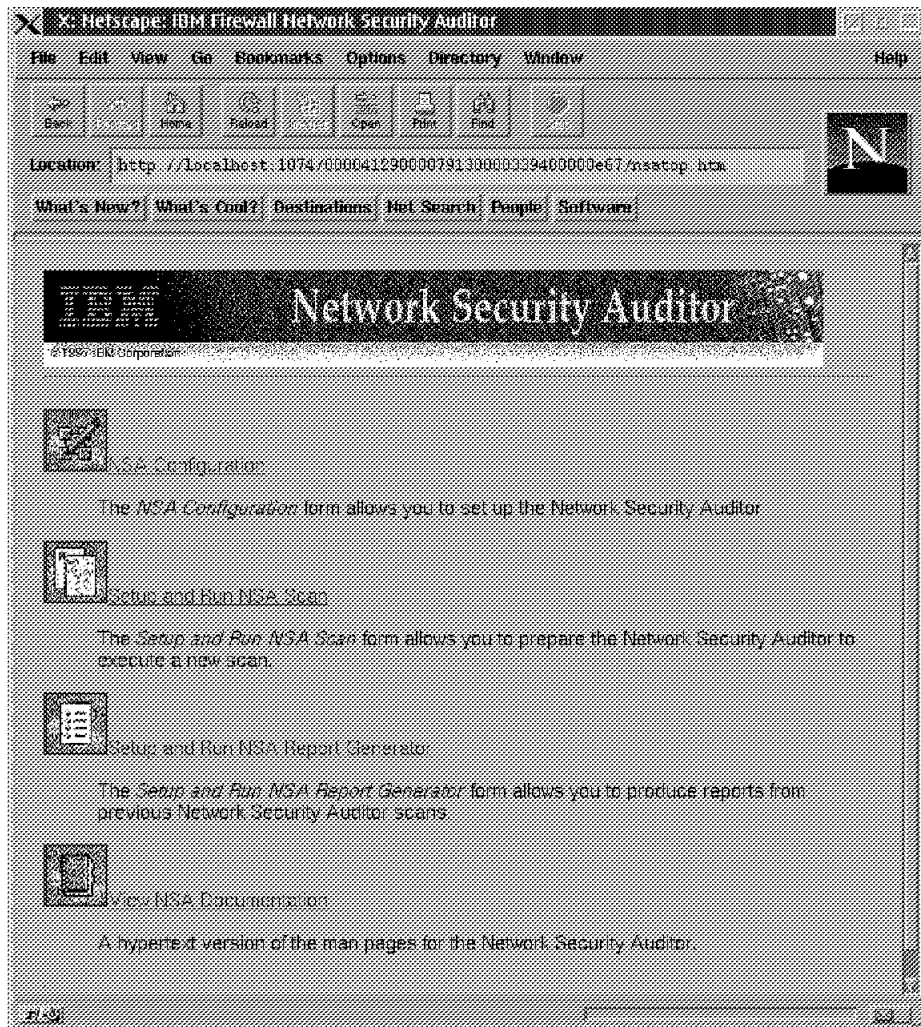 X: Netscape: IBM Firewall Network Security Auditor
File Edit View Go Bookmarks Options Directory Window Help
Back Home Reload Open Print Find
Location: http://localhost:1074/
What's New? What's Cool? Destinations Net Search People Software
IBM Network Security Auditor
© 1997 IBM Corporation
NSA Configuration
The NSA Configuration form allows you to set up the Network Security Auditor
Setup and Run NSA Scan
The Setup and Run NSA Scan form allows you to prepare the Network Security Auditor to
execute a new scan.
Setup and Run NSA Report Generator
The Setup and Run NSA Report Generator form allows you to produce reports from
previous Network Security Auditor scans.
View NSA Documentation
A hypertext version of the man pages for the Network Security Auditor.